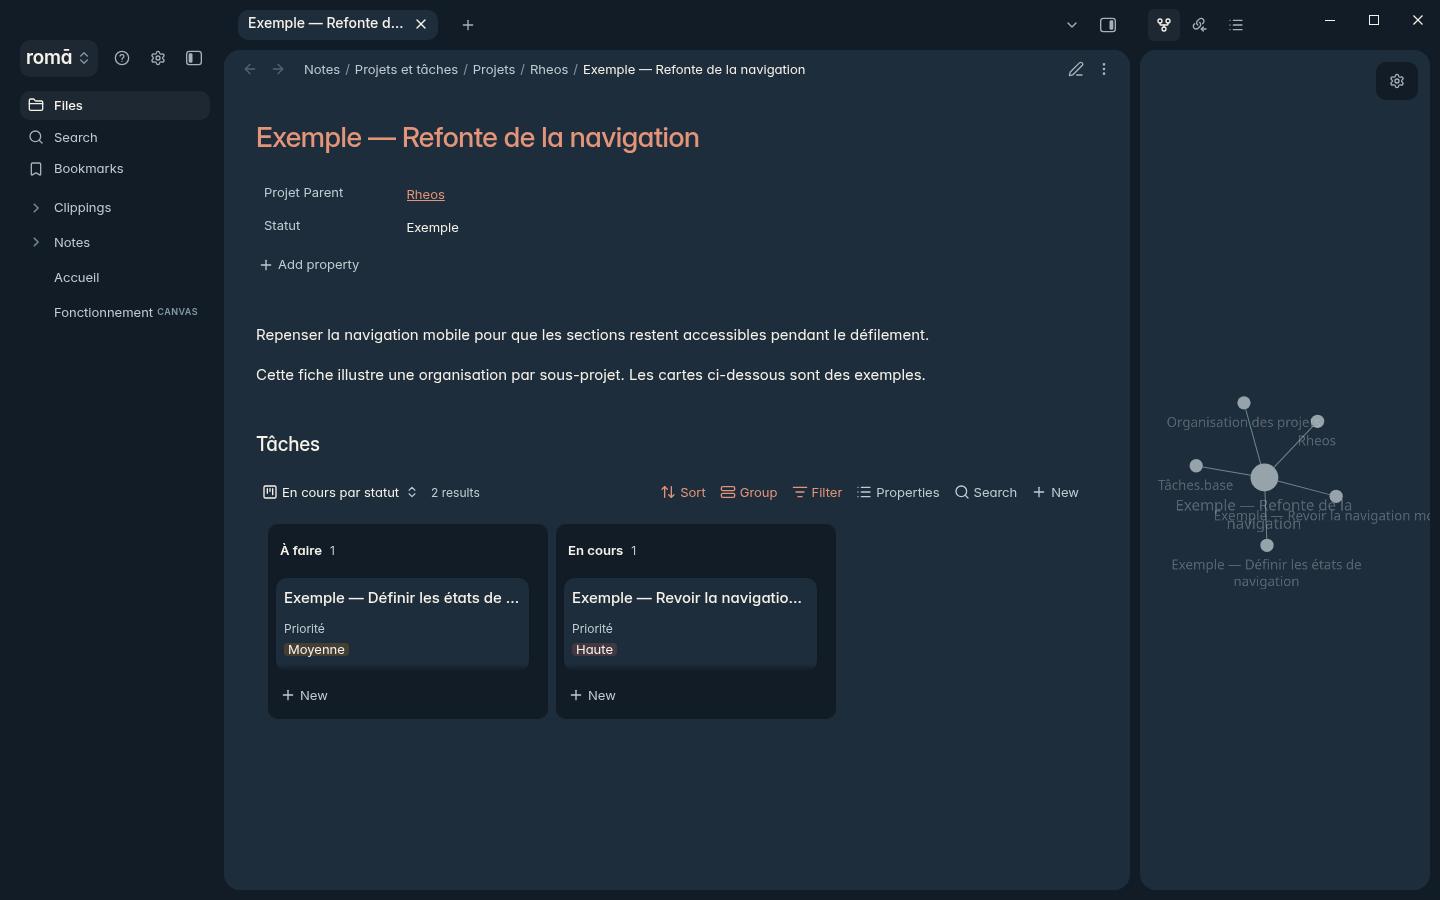 Exemple — Refonte d...
romā
Files
Search
Bookmarks
Clippings
Notes
Accueil
Fonctionnement CANVAS
Notes / Projets et tâches / Projets / Rheos / Exemple — Refonte de la navigation
Exemple — Refonte de la navigation
Projet Parent Rheos
Statut Exemple
Add property
Repenser la navigation mobile pour que les sections restent accessibles pendant le défilement.
Cette fiche illustre une organisation par sous-projet. Les cartes ci-dessous sont des exemples.
Tâches
En cours par statut 2 results Sort Group Filter Properties Search New
À faire 1
Exemple — Définir les états de ...
Priorité
Moyenne
New
En cours 1
Exemple — Revoir la navigatio...
Priorité
Haute
New
Organisation des proje
Rheos
Tâches.base
Exemple — Refonte de la
navigation
Exemple — Revoir la navigation mo
Exemple — Définir les états de
navigation